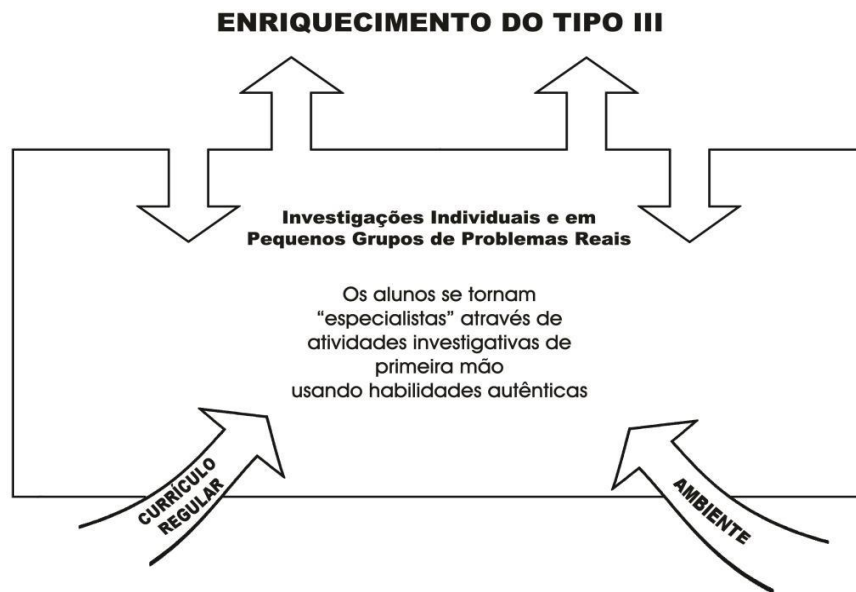 ENRIQUECIMENTO DO TIPO III
Investigações Individuais e em
Pequenos Grupos de Problemas Reais
Os alunos se tornam
“especialistas” através de
atividades investigativas de
primeira mão
usando habilidades autênticas
CURRÍCULO
REGULAR
AMBIENTE